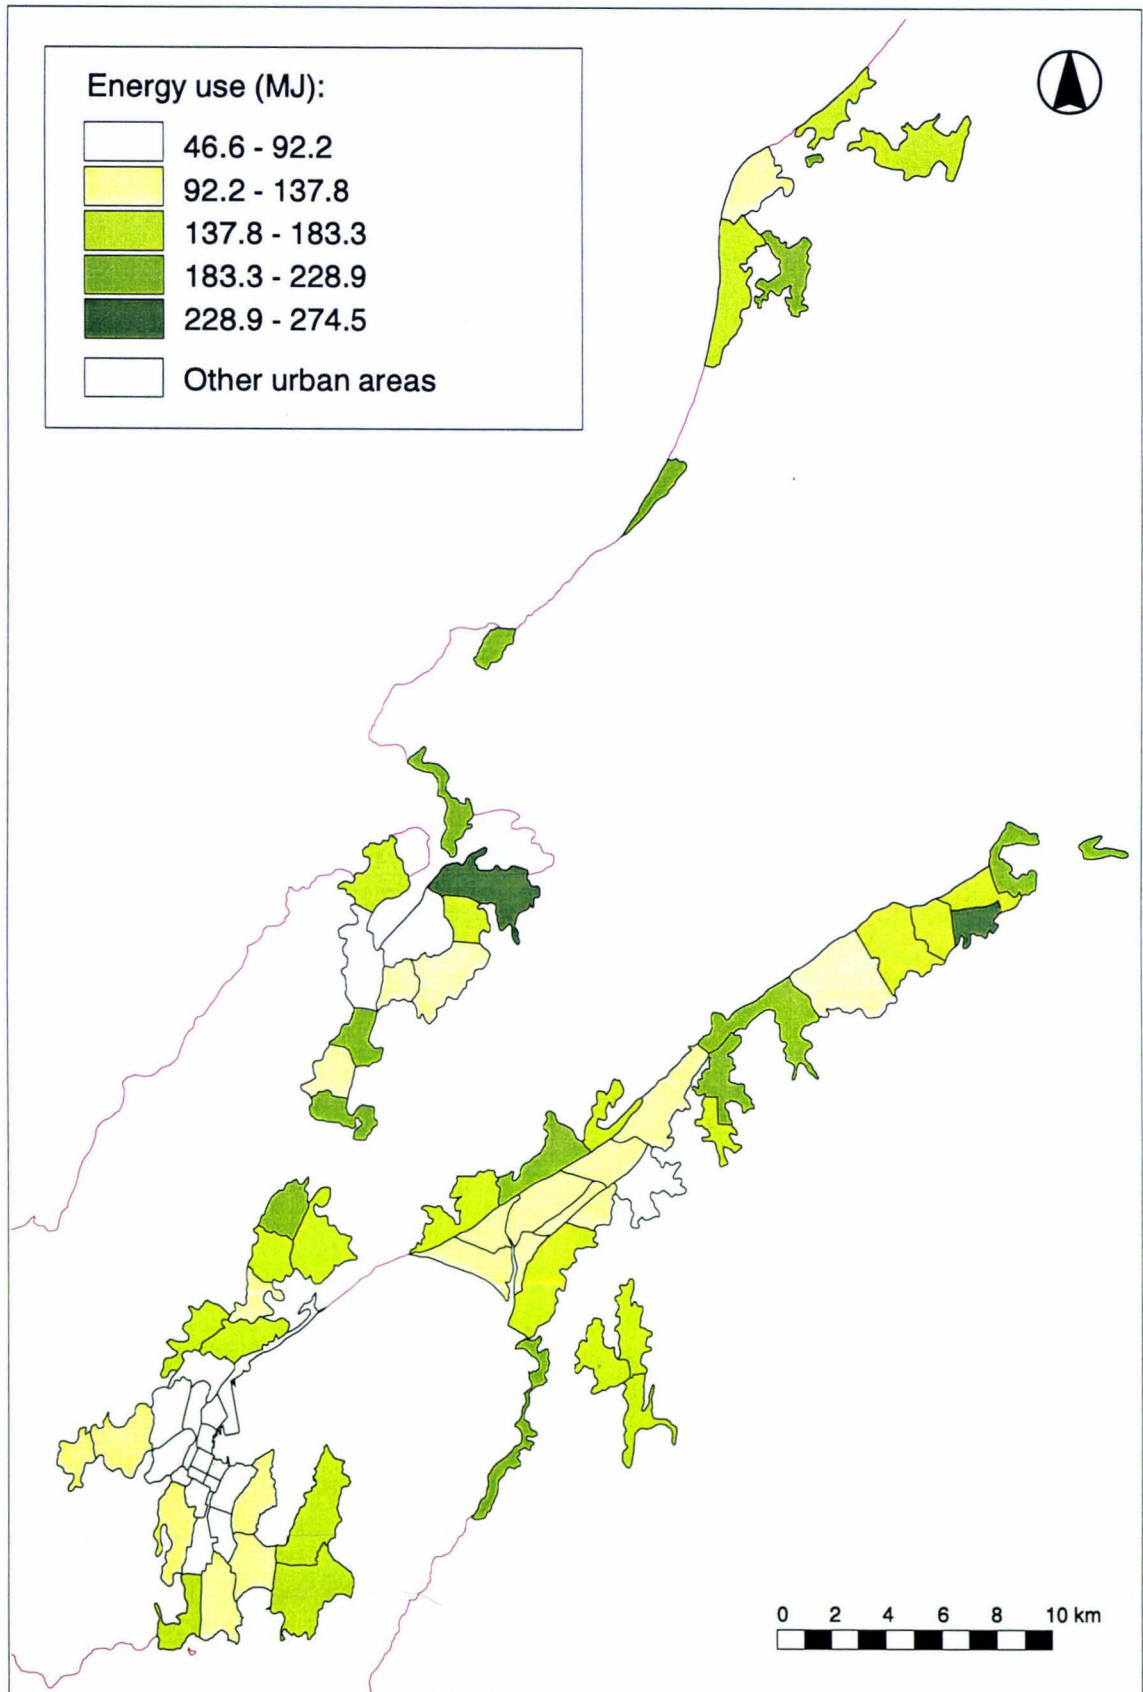 Energy use (MJ):
46.6 - 92.2
92.2 - 137.8
137.8 - 183.3
183.3 - 228.9
228.9 - 274.5
Other urban areas
0 2 4 6 8 10 km